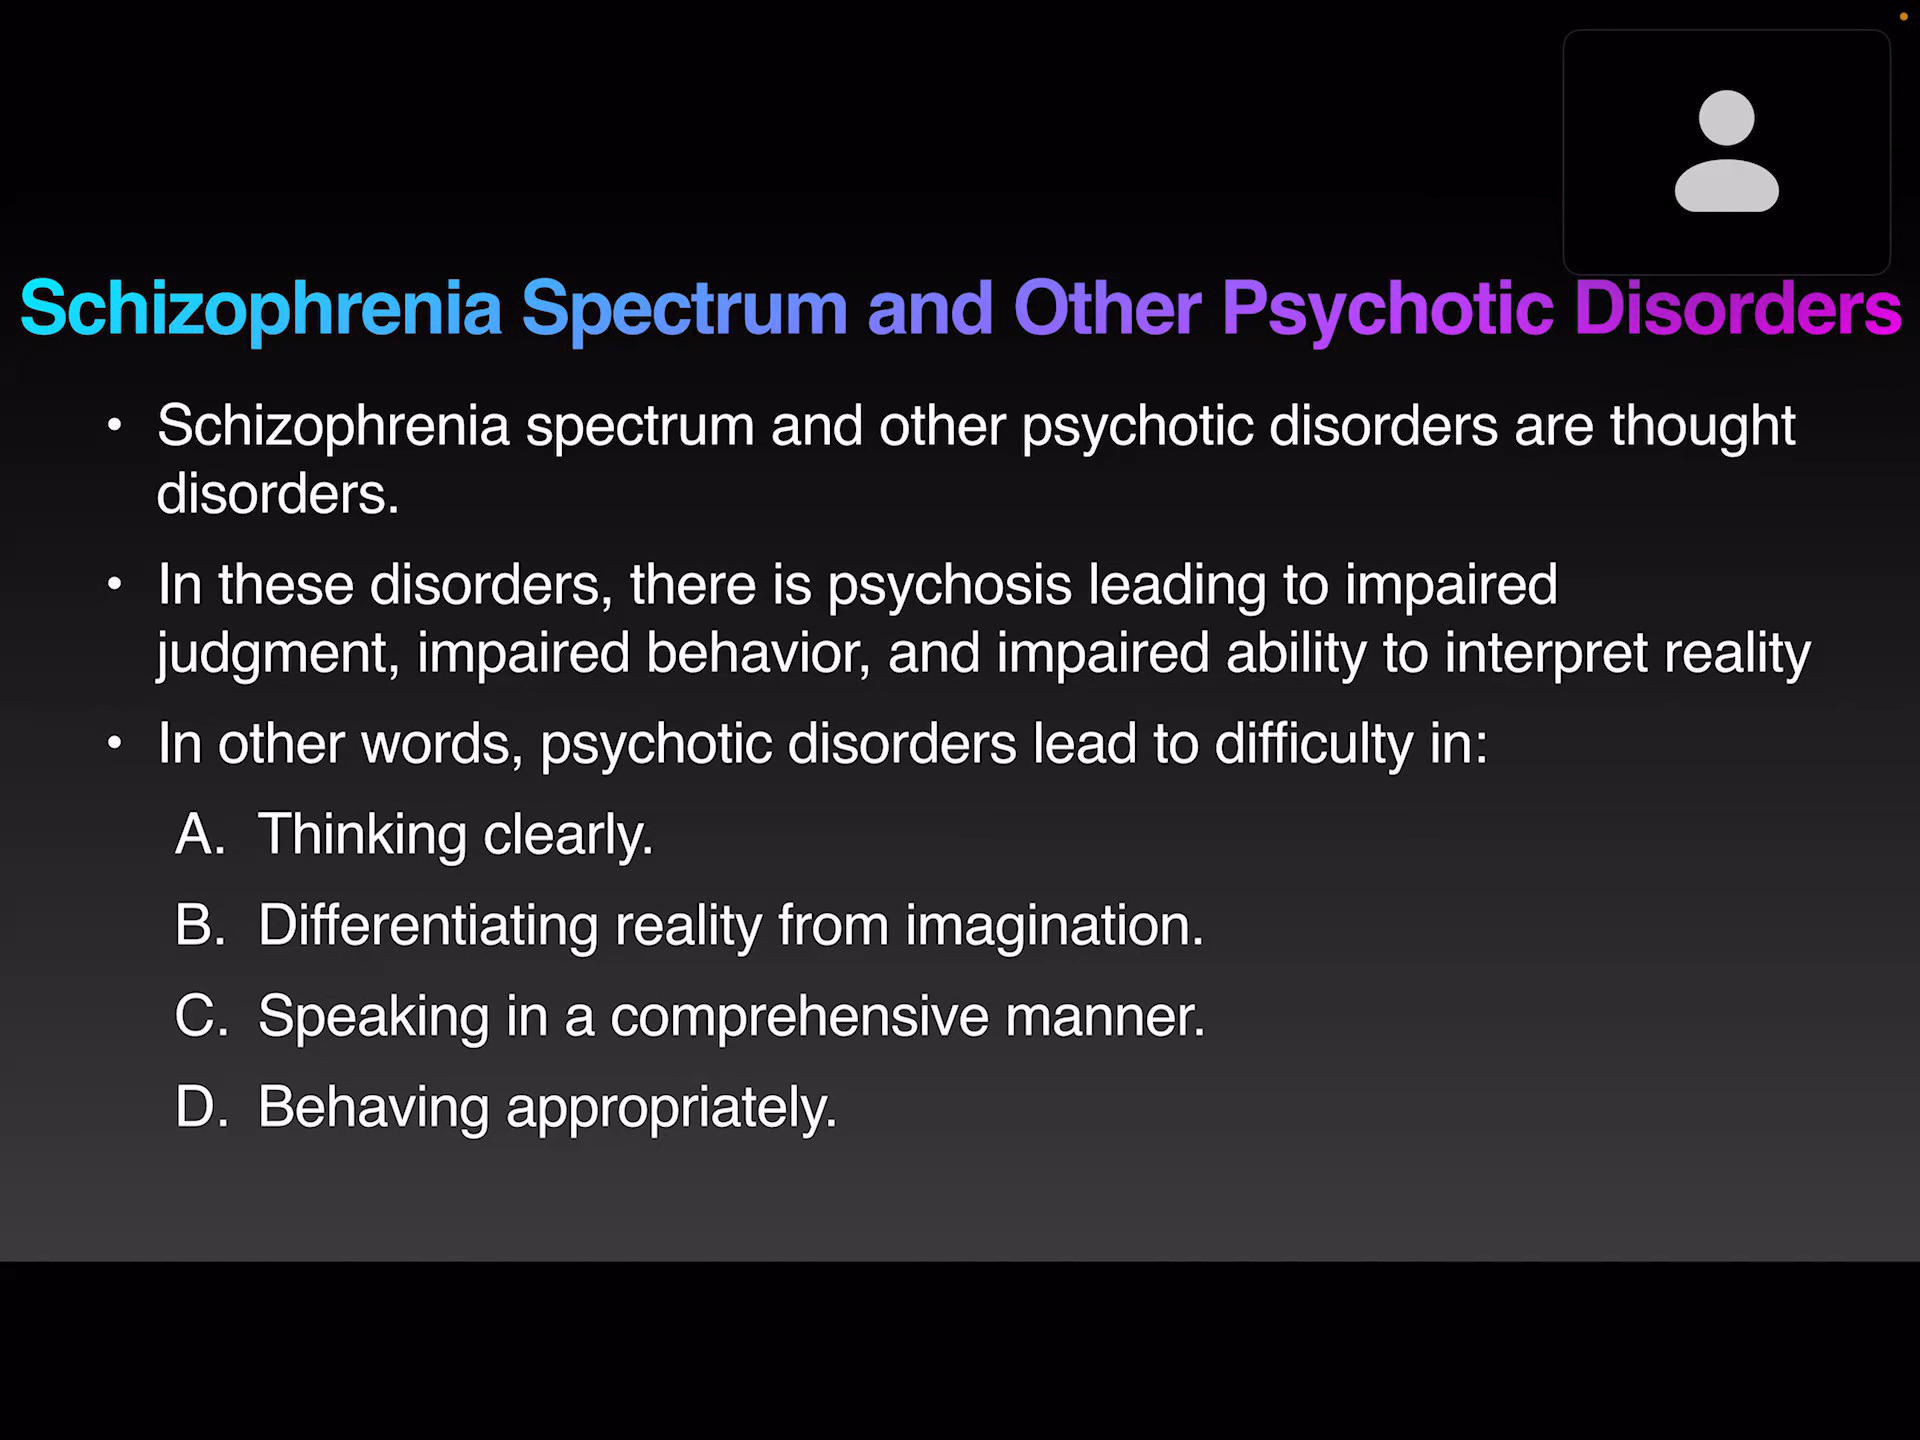 Schizophrenia Spectrum and Other Psychotic Disorders
• Schizophrenia spectrum and other psychotic disorders are thought
disorders.
• In these disorders, there is psychosis leading to impaired
judgment, impaired behavior, and impaired ability to interpret reality
• In other words, psychotic disorders lead to difficulty in:
A. Thinking clearly.
B. Differentiating reality from imagination.
C. Speaking in a comprehensive manner.
D. Behaving appropriately.